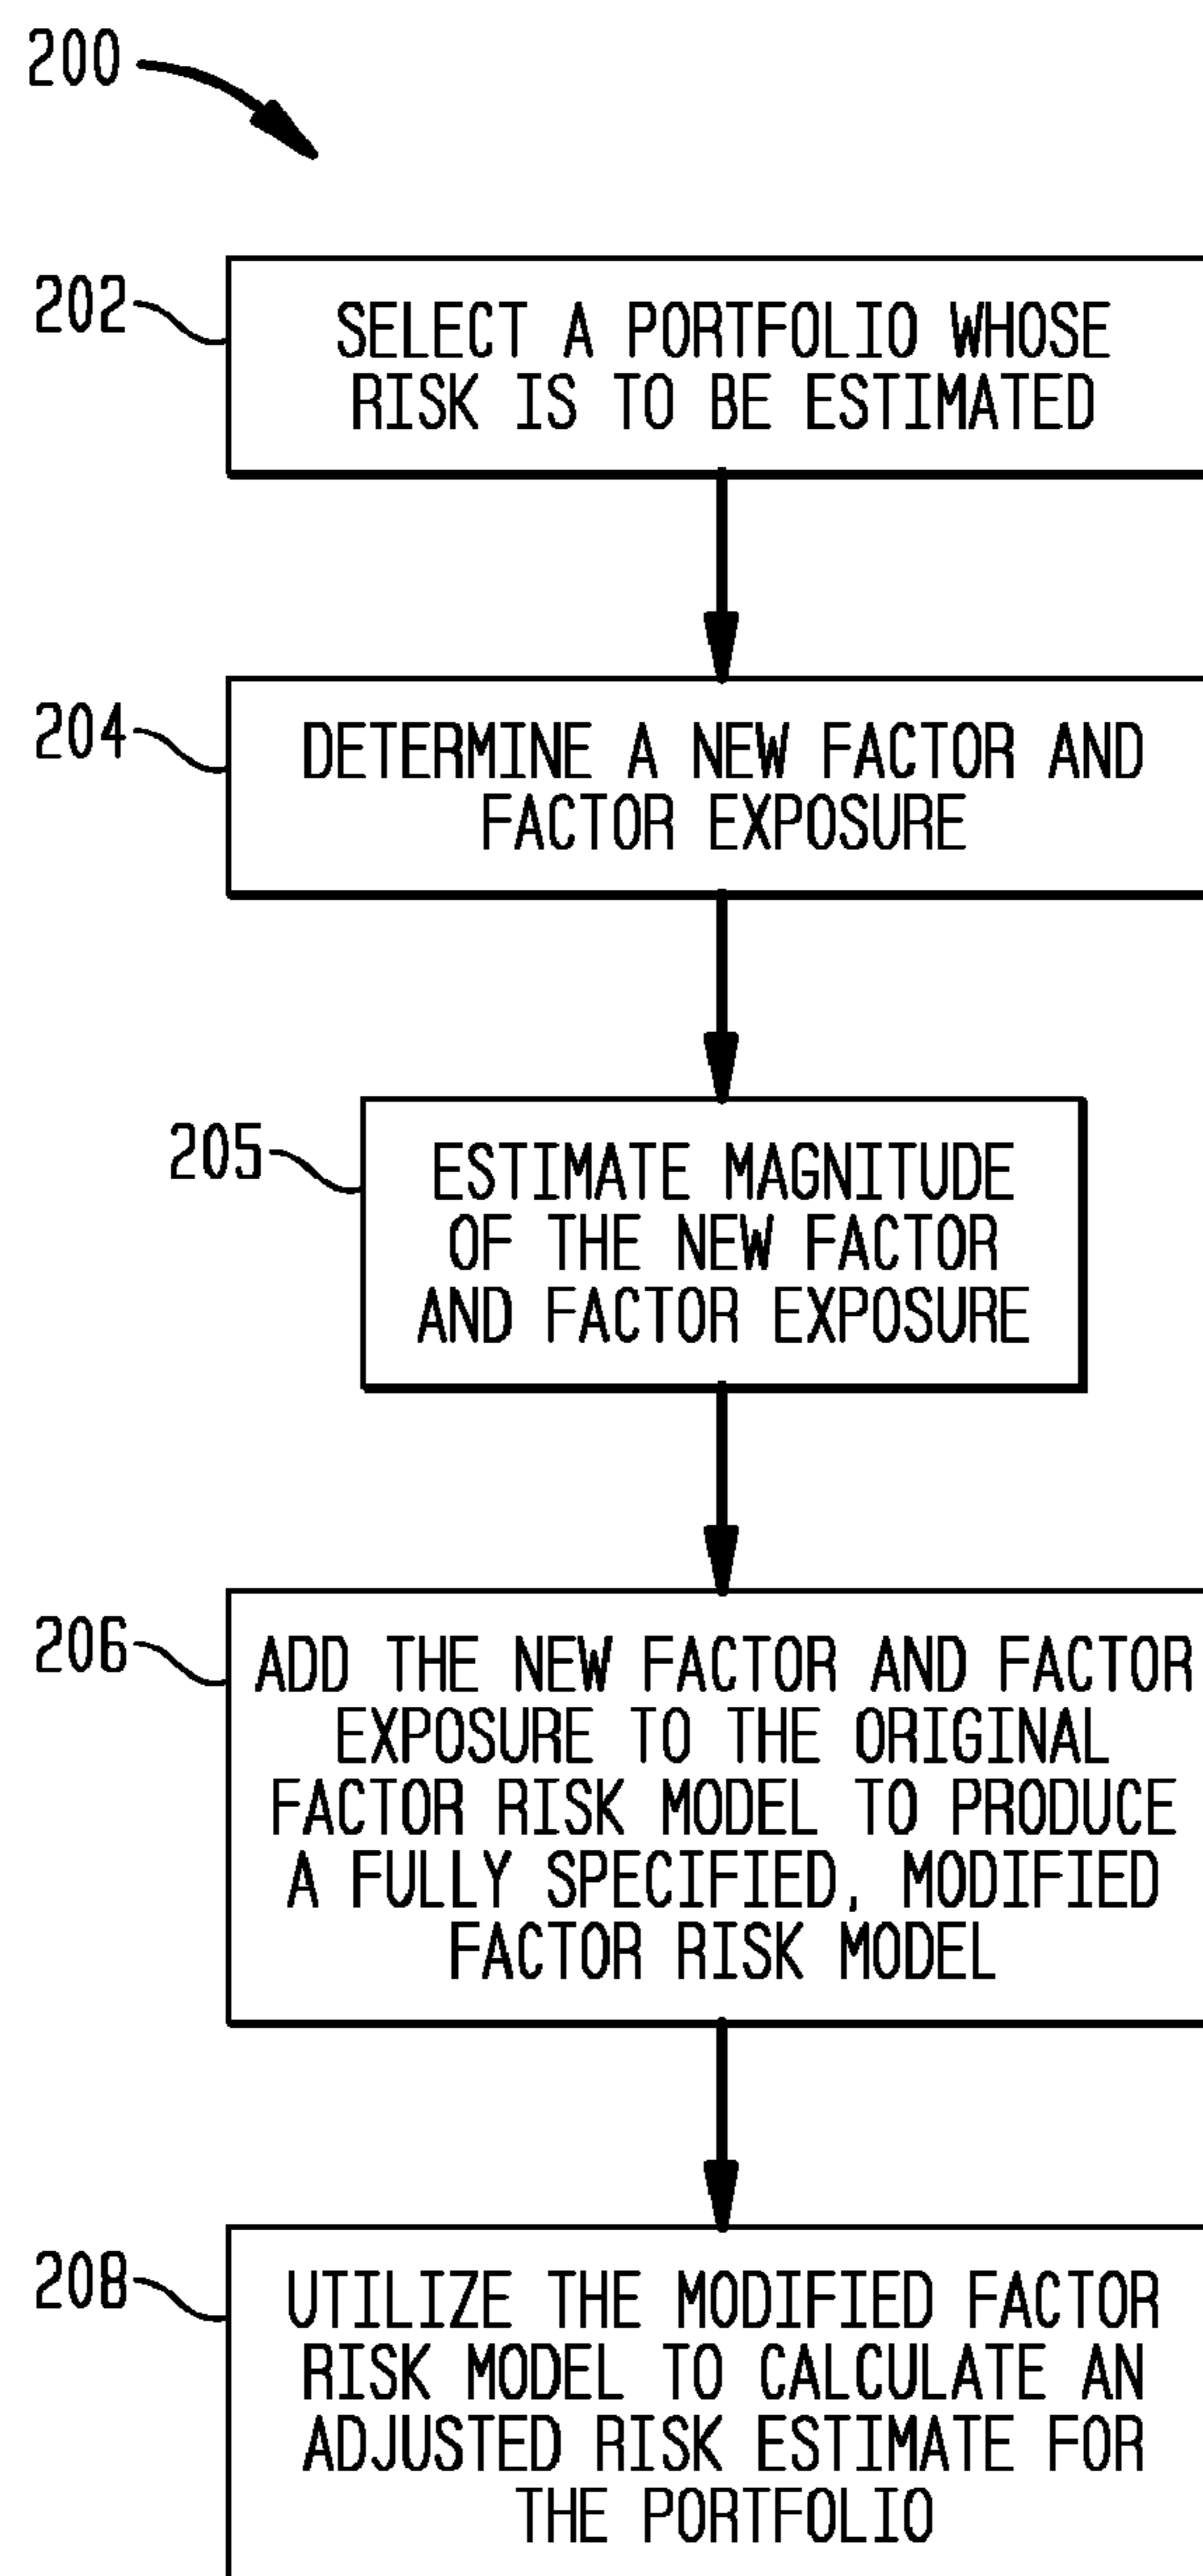 200
202
SELECT A PORTFOLIO WHOSE
RISK IS TO BE ESTIMATED
204
DETERMINE A NEW FACTOR AND
FACTOR EXPOSURE
205
ESTIMATE MAGNITUDE
OF THE NEW FACTOR
AND FACTOR EXPOSURE
206
ADD THE NEW FACTOR AND FACTOR
EXPOSURE TO THE ORIGINAL
FACTOR RISK MODEL TO PRODUCE
A FULLY SPECIFIED, MODIFIED
FACTOR RISK MODEL
208
UTILIZE THE MODIFIED FACTOR
RISK MODEL TO CALCULATE AN
ADJUSTED RISK ESTIMATE FOR
THE PORTFOLIO